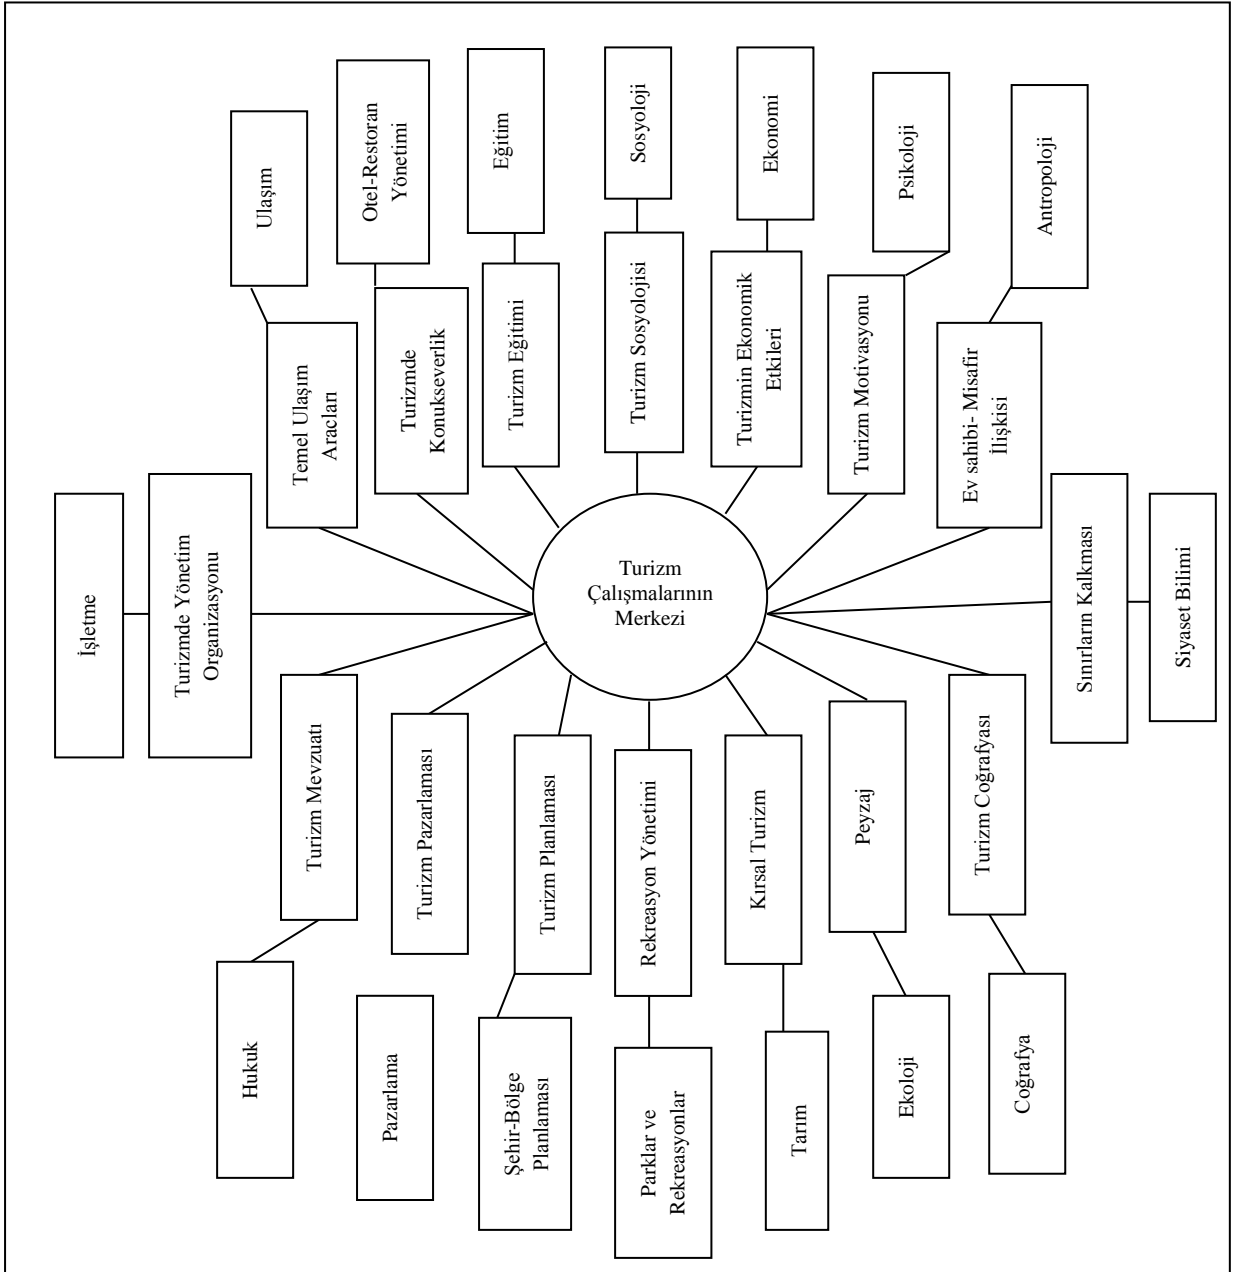 Ulaşım
Otel-Restoran
Yönetimi
Eğitim
Sosyoloji
Ekonomi
Psikoloji
Antropoloji
Temel Ulaşım
Araçları
Turizmde
Konukseverlik
Turizm Eğitimi
Turizm Sosyolojisi
Turizmin Ekonomik
Etkileri
Turizm Motivasyonu
Ev sahibi- Misafir
İlişkisi
İşletme
Turizmde Yönetim
Organizasyonu
Turizm
Çalışmalarının
Merkezi
Sınırların Kalkması
Siyaset Bilimi
Turizm Mevzuatı
Turizm Pazarlaması
Turizm Planlaması
Rekreasyon Yönetimi
Kırsal Turizm
Peyzaj
Turizm Coğrafyası
Hukuk
Pazarlama
Şehir-Bölge
Planlaması
Parklar ve
Rekreasyonlar
Tarım
Ekoloji
Coğrafya